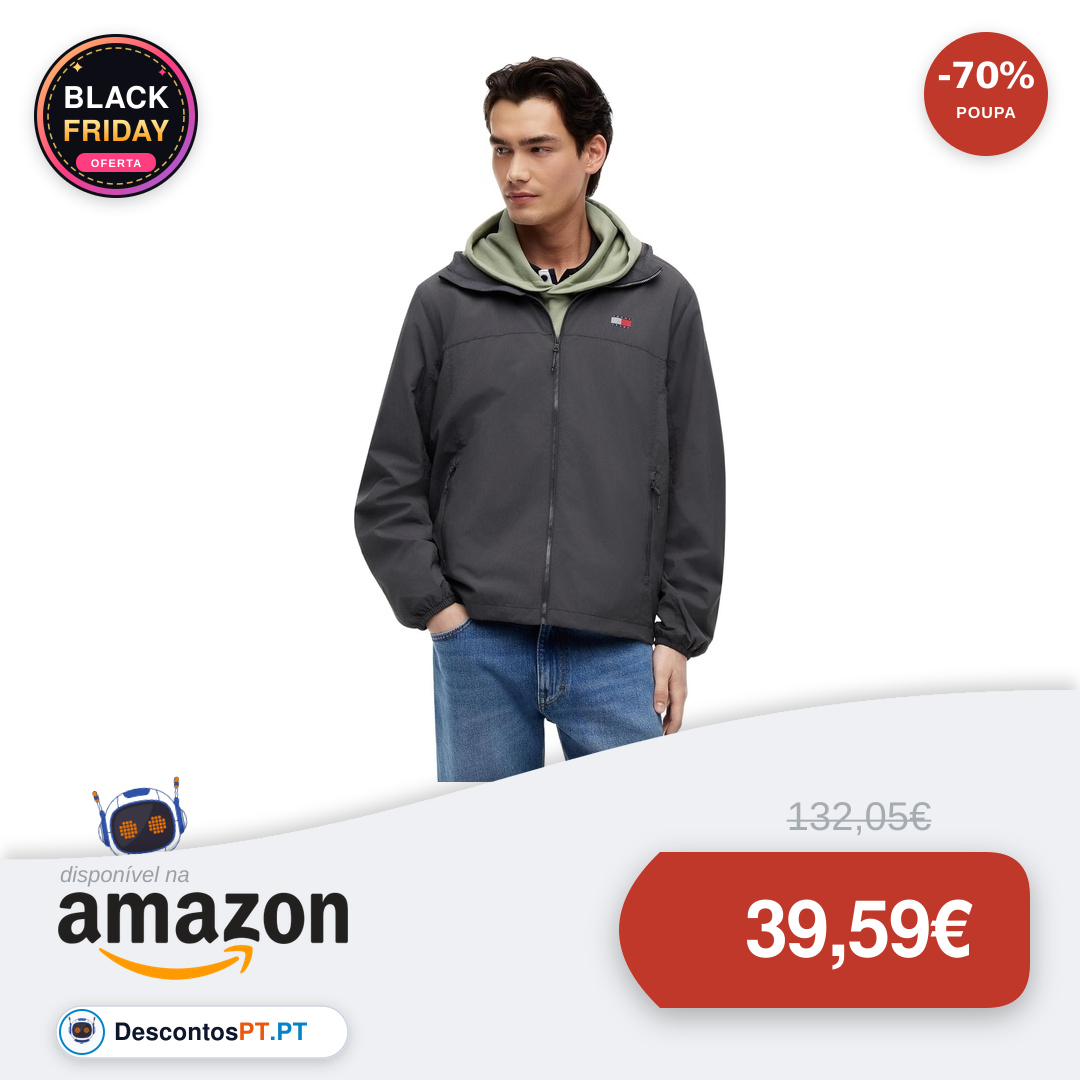 BLACK
FRIDAY
OFERTA
-70%
POUPA
132,05€
39,59€
disponível na
amazon
DescontosPT.PT